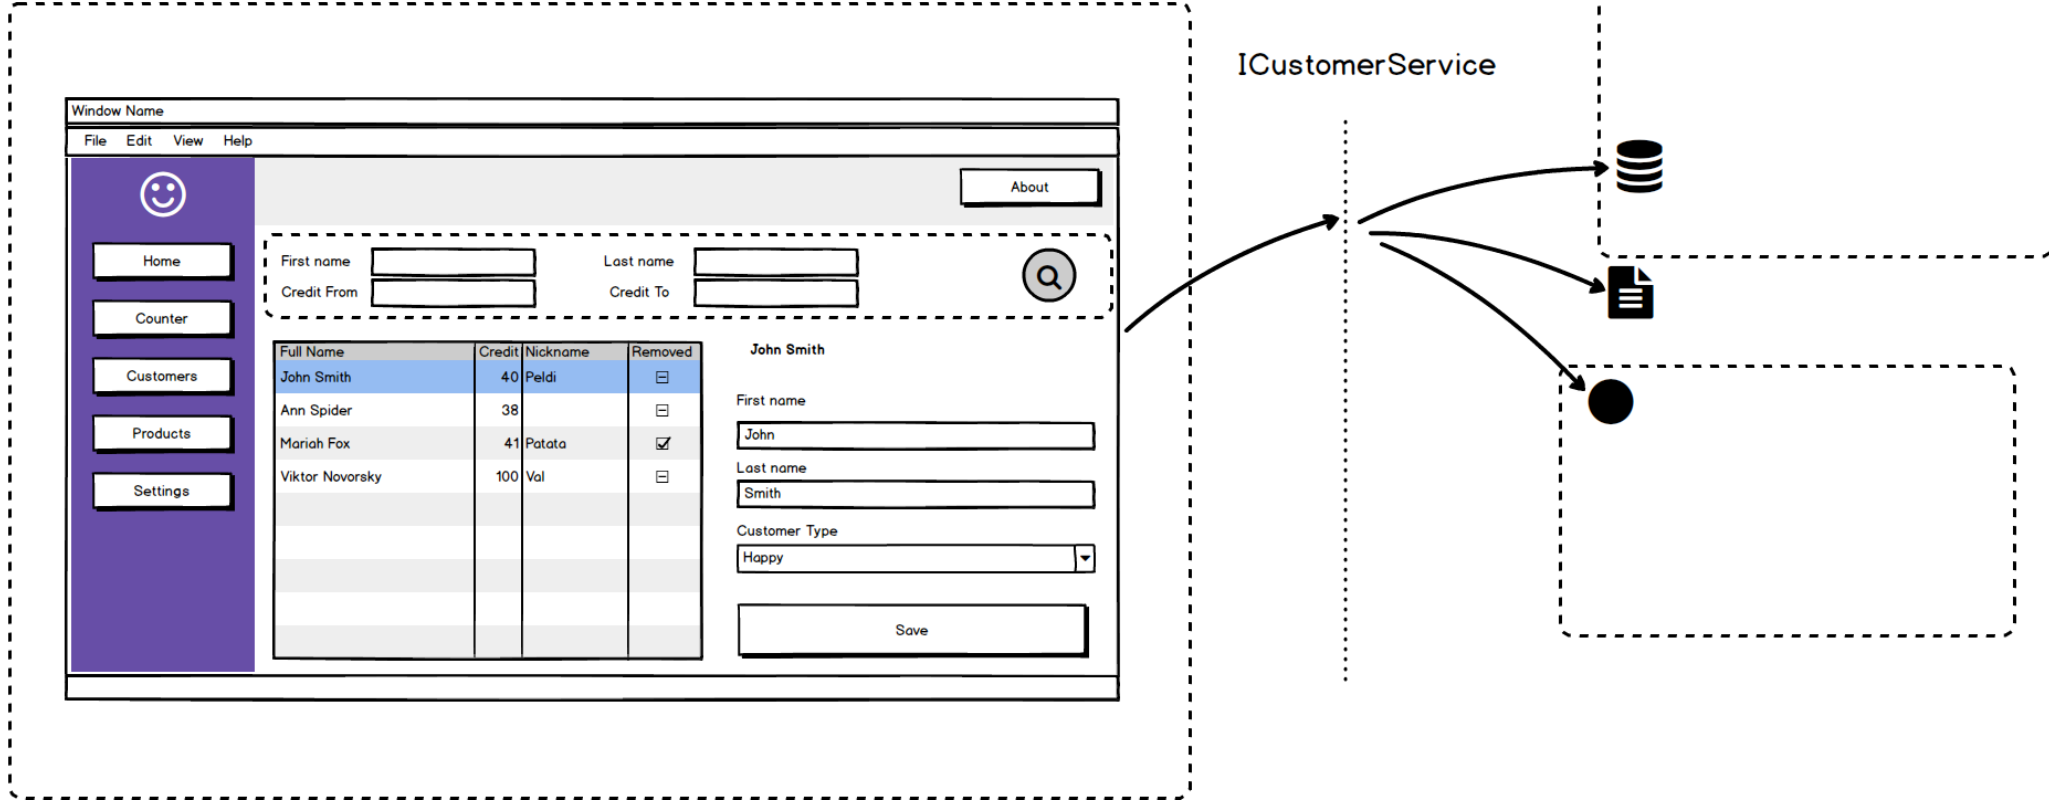 ICustomerService
Window Name
File Edit View Help
About
Home
Counter
Customers
Products
Settings
First name Last name
Credit From Credit To
Full Name Credit Nickname Removed
John Smith 40 Peldi
Ann Spider 38
Mariah Fox 41 Patata
Viktor Novorsky 100 Val
John Smith
First name
John
Last name
Smith
Customer Type
Happy
Save